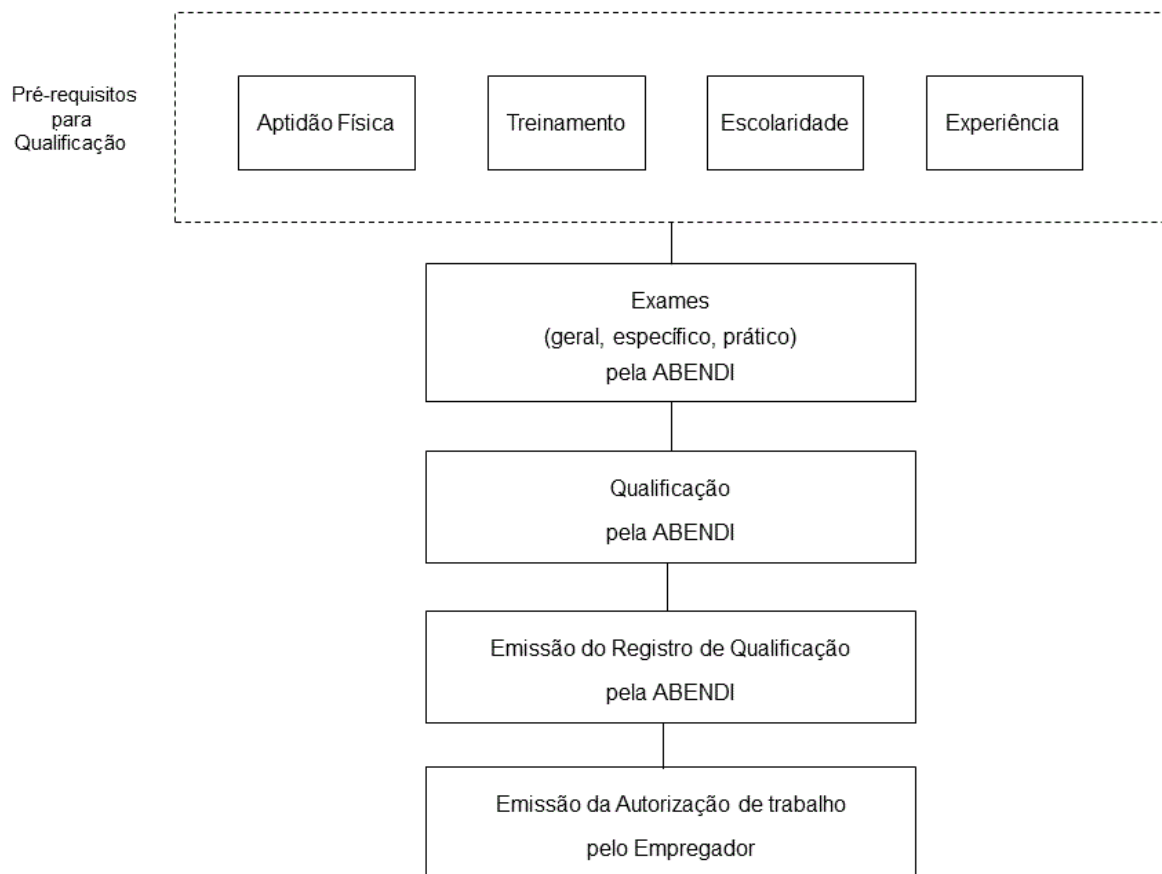 Pré-requisitos
para
Qualificação
Aptidão Física
Treinamento
Escolaridade
Experiência
Exames
(geral, específico, prático)
pela ABENDI
Qualificação
pela ABENDI
Emissão do Registro de Qualificação
pela ABENDI
Emissão da Autorização de trabalho
pelo Empregador